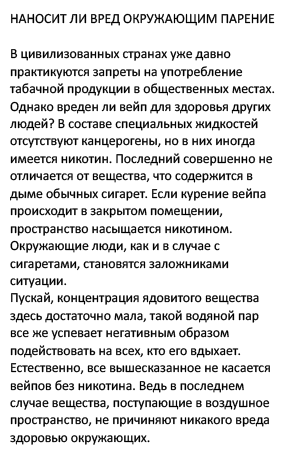 НАНОСИТ ЛИ ВРЕД ОКРУЖАЮЩИМ ПАРЕНИЕ
В цивилизованных странах уже давно
практикуются запреты на употребление
табачной продукции в общественных местах.
Однако вреден ли вейп для здоровья других
людей? В составе специальных жидкостей
отсутствуют канцерогены, но в них иногда
имеется никотин. Последний совершенно не
отличается от вещества, что содержится в
дыме обычных сигарет. Если курение вейпа
происходит в закрытом помещении,
пространство насыщается никотином.
Окружающие люди, как и в случае с
сигаретами, становятся заложниками
ситуации.
Пускай, концентрация ядовитого вещества
здесь достаточно мала, такой водяной пар
все же успевает негативным образом
подействовать на всех, кто его вдыхает.
Естественно, все вышесказанное не касается
вейпов без никотина. Ведь в последнем
случае вещества, поступающие в воздушное
пространство, не причиняют никакого вреда
здоровью окружающих.